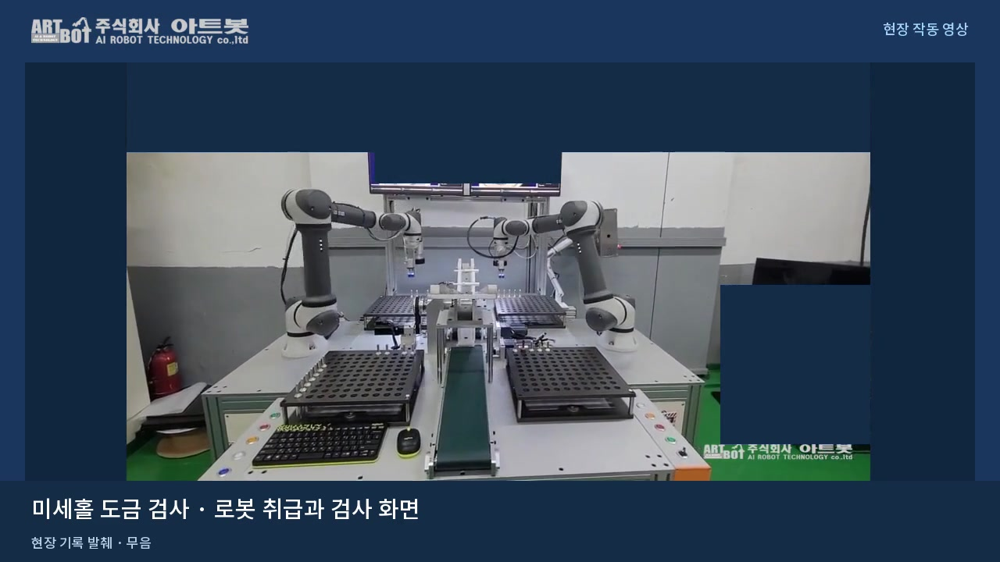 ART BOT 주식회사 아트봇
AI & ROBOT TECHNOLOGY
AI ROBOT TECHNOLOGY co.,ltd
현장 작동 영상
ART BOT 주식회사 아트봇
AI ROBOT TECHNOLOGY co.,ltd
미세홀 도금 검사 · 로봇 취급과 검사 화면
현장 기록 발췌 · 무음